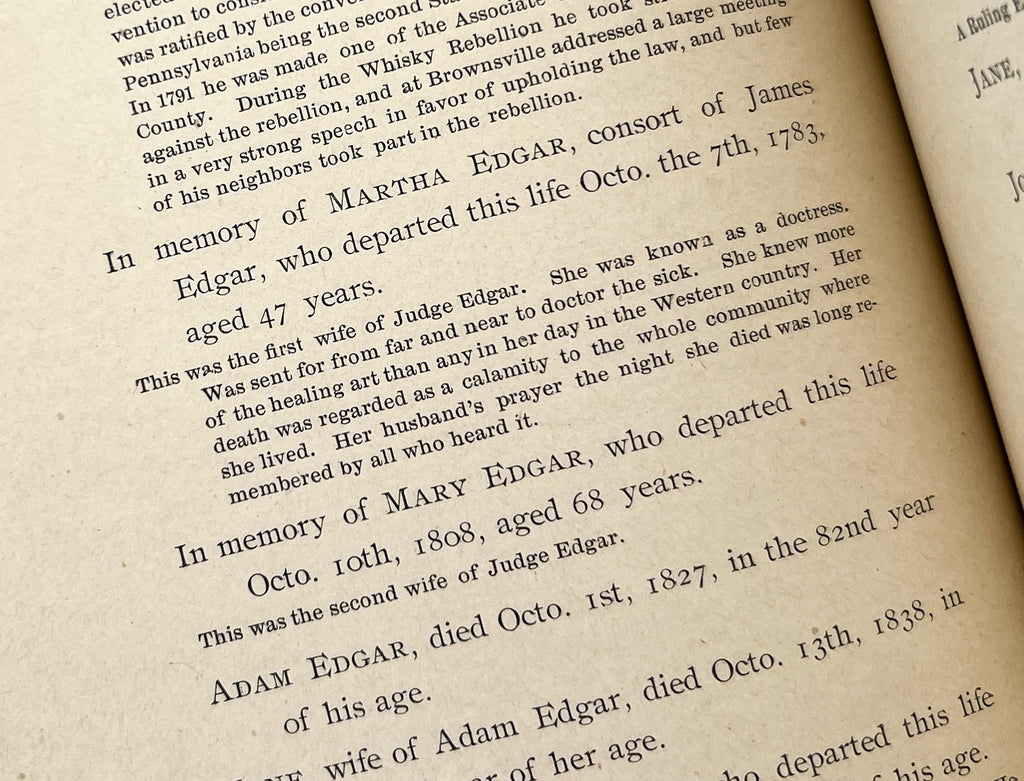 elected
vention to
was ratified by the
Pennsylvania being the second
In 1791 he was made one of the Associate
County. During the Whisky Rebellion he took
against the rebellion, and at Brownsville addressed a large meeting
in a very strong speech in favor of upholding the law, and but few
of his neighbors took part in the rebellion.
In memory of MARTHA EDGAR, consort of James
Edgar, who departed this life Octo. the 7th, 1783,
aged 47 years.
This was the first wife of Judge Edgar. She was known as a doctress.
Was sent for from far and near to doctor the sick. She knew more
of the healing art than any in her day in the Western country. Her
death was regarded as a calamity to the whole community where
she lived. Her husband's prayer the night she died was long re-
membered by all who heard it.
In memory of MARY EDGAR, who departed this life
Octo. 10th, 1808, aged 68 years.
This was the second wife of Judge Edgar.
ADAM EDGAR, died Octo. 1st, 1827, in the 82nd year
of his age.
wife of Adam Edgar, died Octo. 13th, 1838, in
of her age.
departed this life
his age.
A Ruling
JANE,